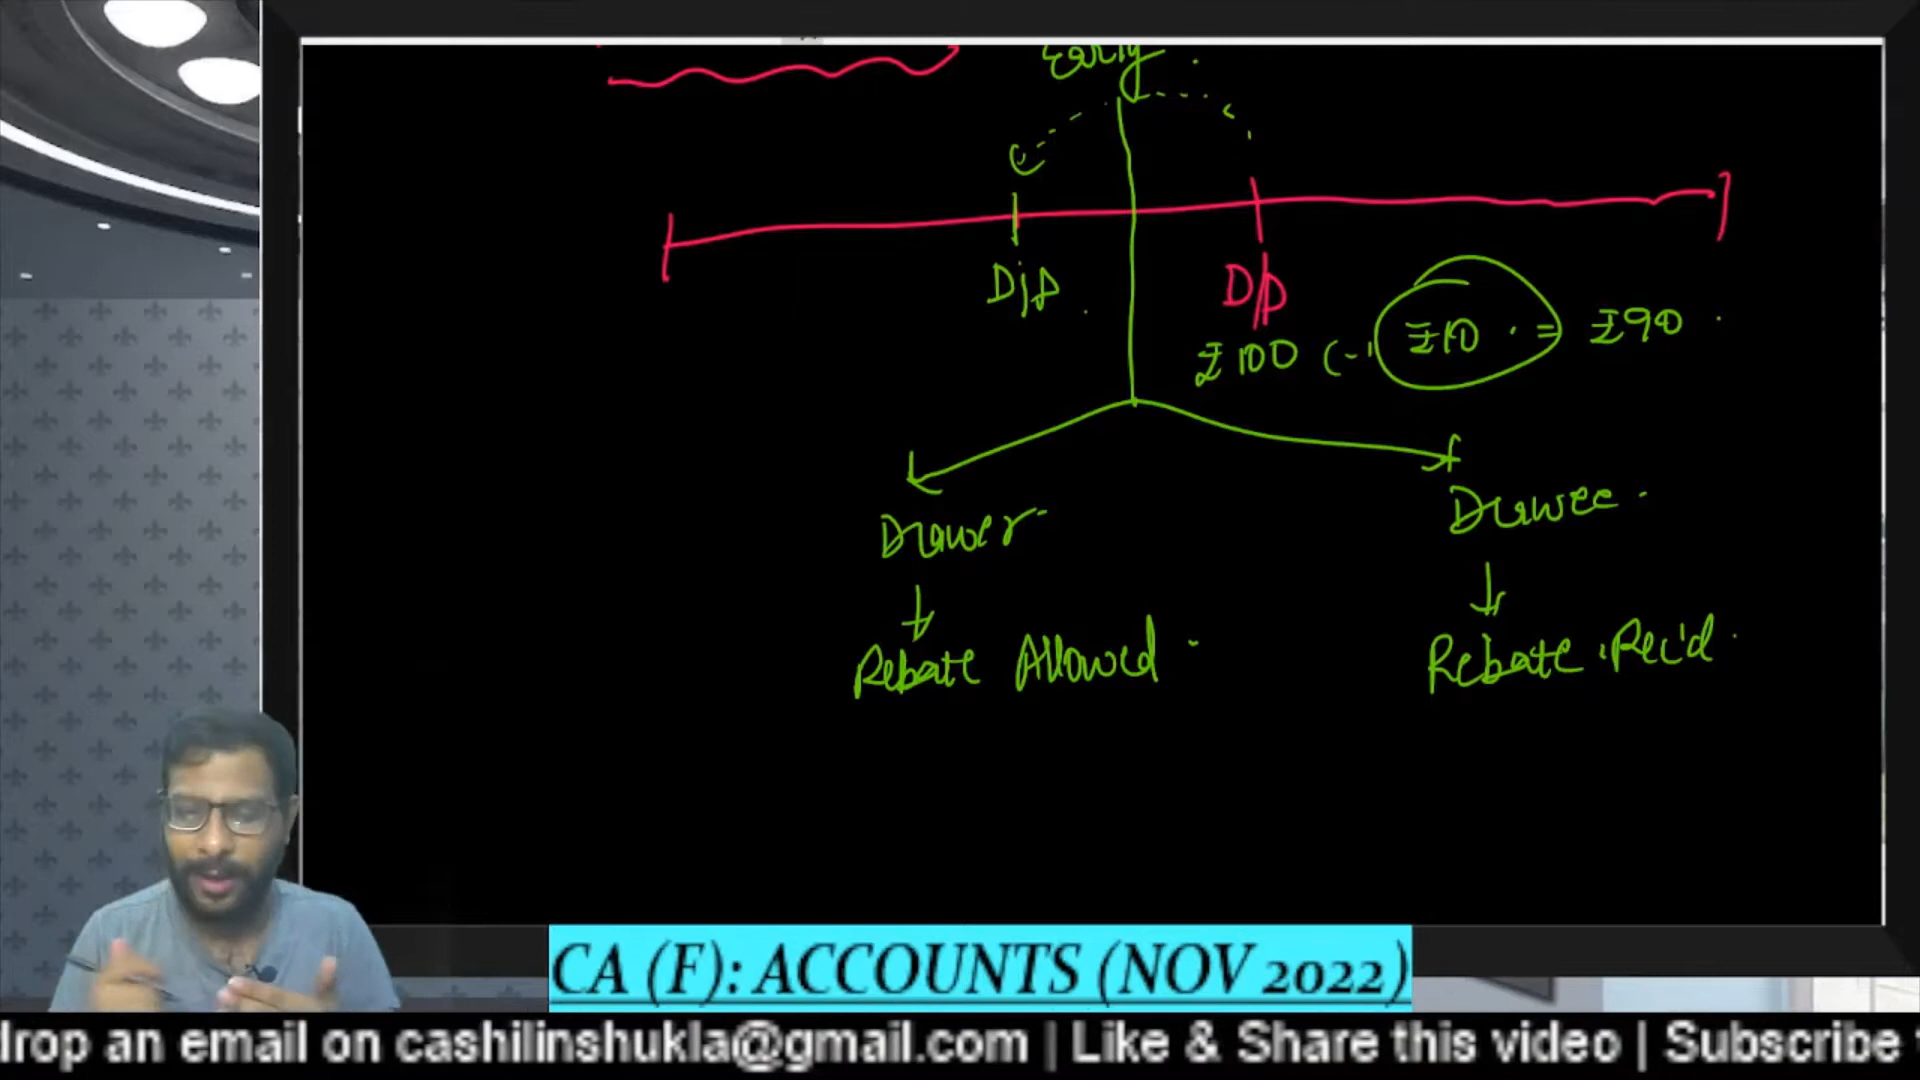 Early
D/D
D/D
₹100 (-) ₹10 = ₹90
Drawer
Drawee
Rebate Allowed
Rebate Rec'd
CA (F): ACCOUNTS (NOV 2022)
drop an email on cashilinshukla@gmail.com | Like & Share this video | Subscribe